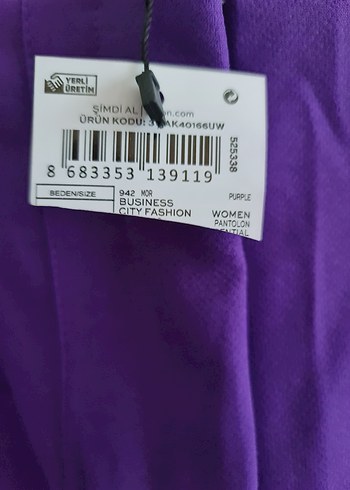 YERLİ
ÜRETİM
ŞİMDİ AL
.com
ÜRÜN KODU:
525338
8 683353 139119
BEDEN/SIZE
942 MOR
PURPLE
BUSINESS
CITY FASHION
WOMEN
PANTOLON